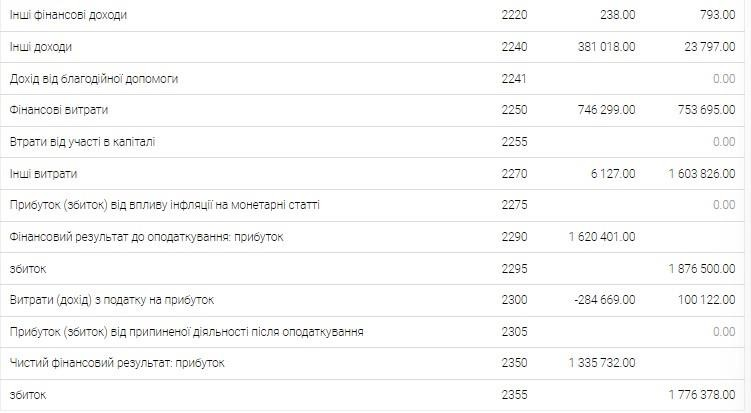 Інші фінансові доходи 2220 238.00 793.00
Інші доходи 2240 381 018.00 23 797.00
Дохід від благодійної допомоги 2241 0.00
Фінансові витрати 2250 746 299.00 753 695.00
Втрати від участі в капіталі 2255 0.00
Інші витрати 2270 6 127.00 1 603 826.00
Прибуток (збиток) від впливу інфляції на монетарні статті 2275 0.00
Фінансовий результат до оподаткування: прибуток 2290 1 620 401.00
збиток 2295 1 876 500.00
Витрати (дохід) з податку на прибуток 2300 -284 669.00 100 122.00
Прибуток (збиток) від припиненої діяльності після оподаткування 2305 0.00
Чистий фінансовий результат: прибуток 2350 1 335 732.00
збиток 2355 1 776 378.00